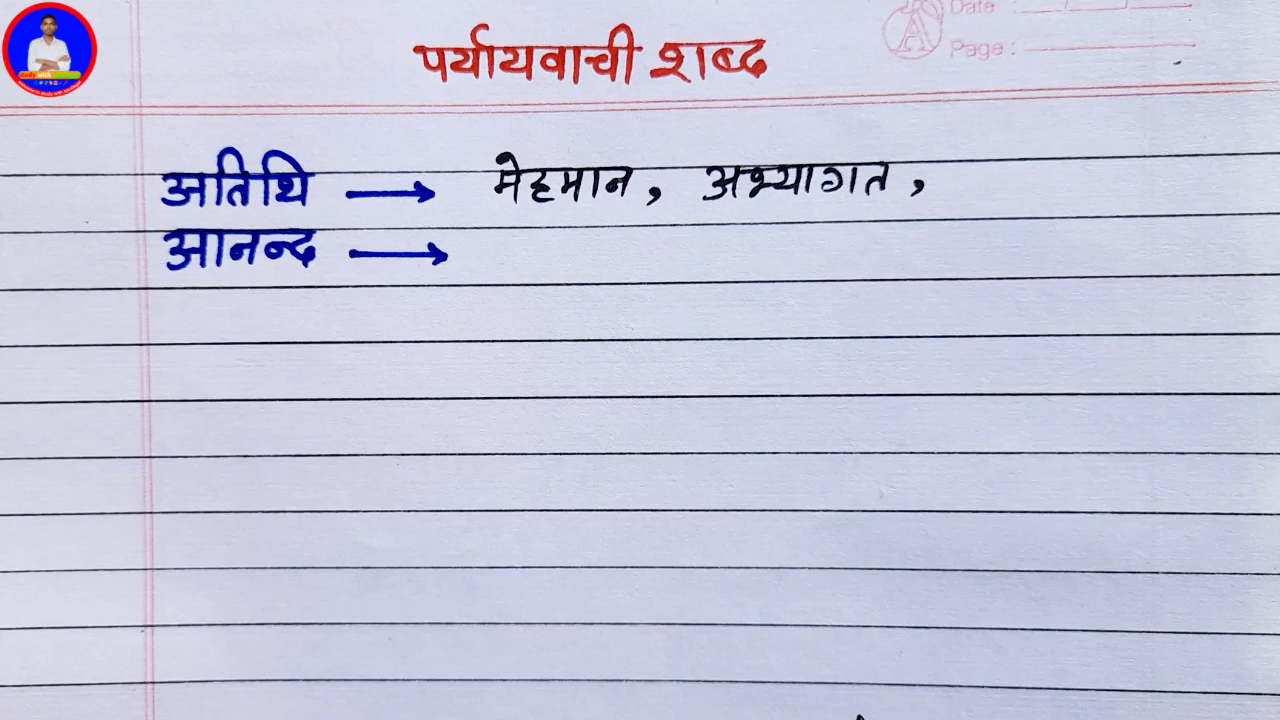 Date :
Page :
पर्यायवाची शब्द
अतिथि → मेहमान, अभ्यागत,
आनन्द →